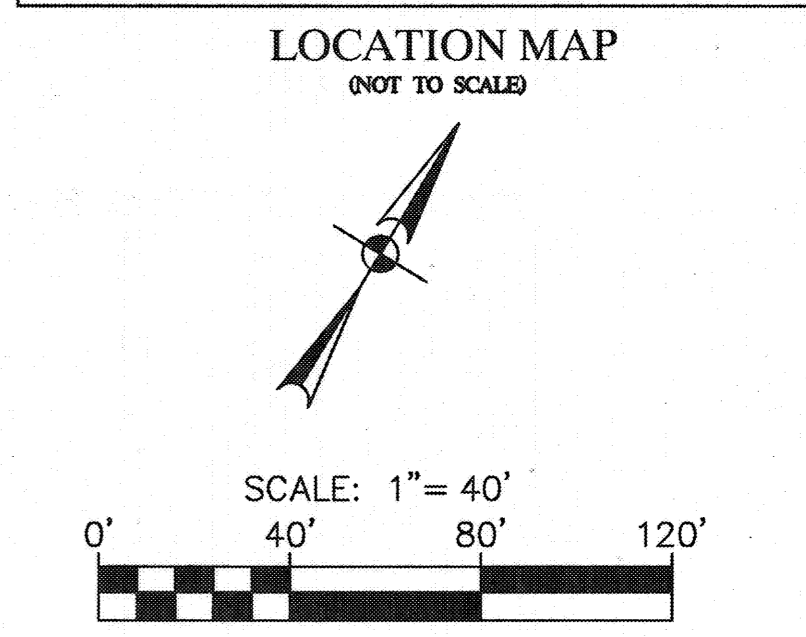 LOCATION MAP
(NOT TO SCALE)
SCALE: 1"= 40'
0' 40' 80' 120'